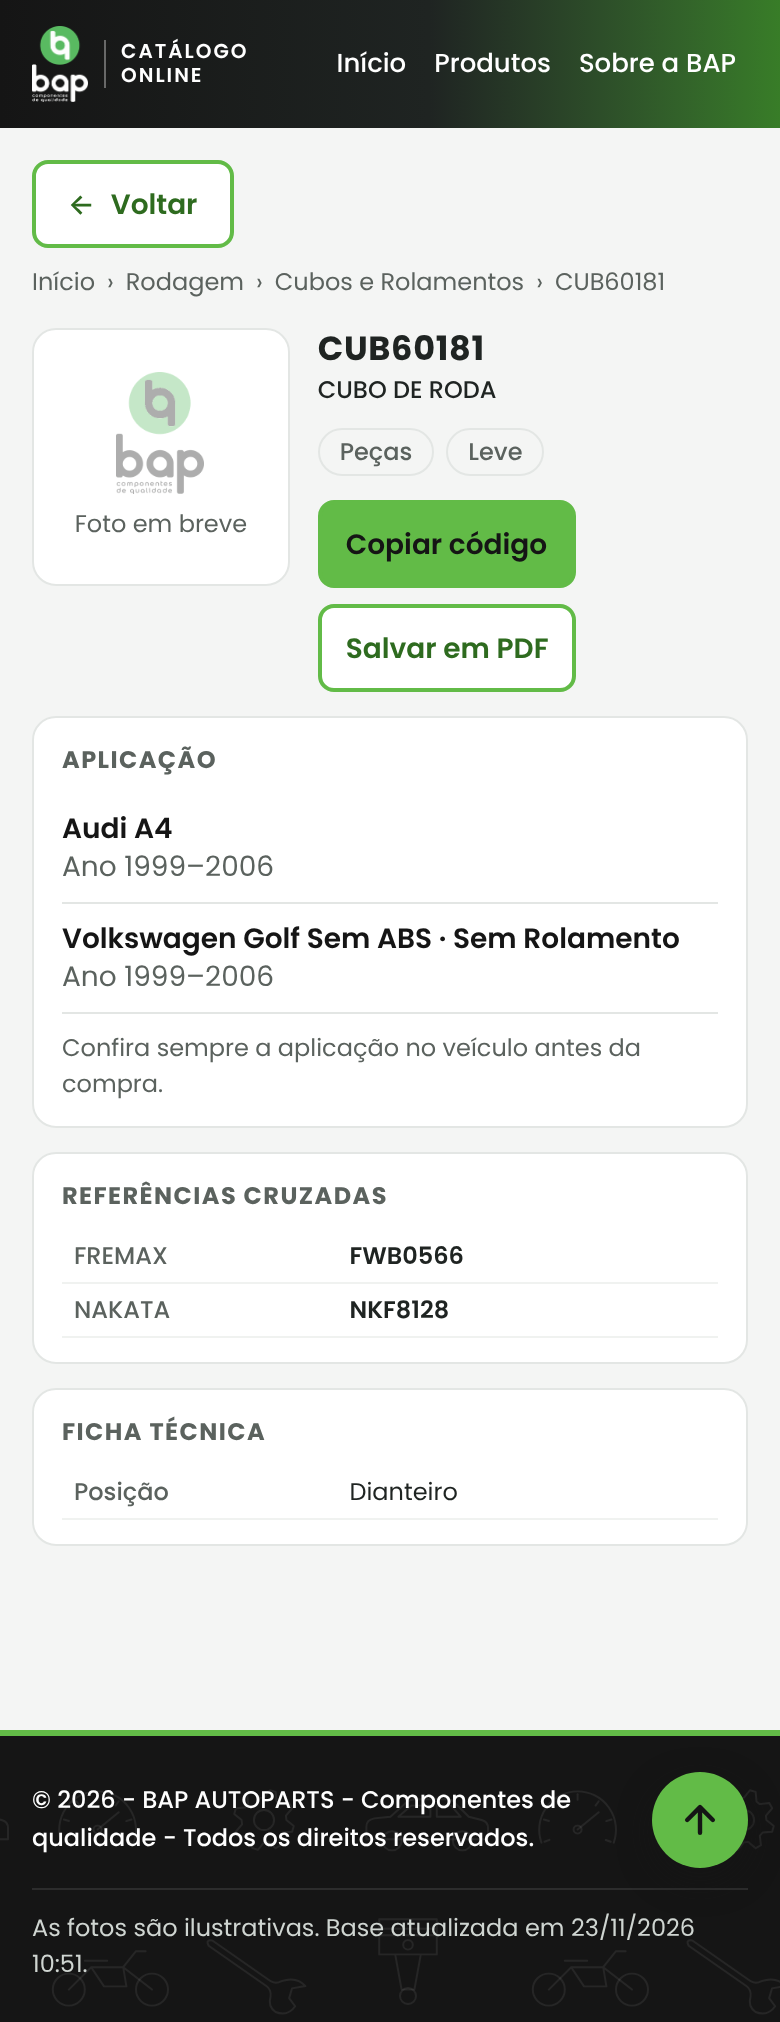 bap
componentes
de qualidade
CATÁLOGO
ONLINE
Início Produtos Sobre a BAP
← Voltar
Início › Rodagem › Cubos e Rolamentos › CUB60181
bap
componentes
de qualidade
Foto em breve
CUB60181
CUBO DE RODA
Peças Leve
Copiar código
Salvar em PDF
APLICAÇÃO
Audi A4
Ano 1999–2006
Volkswagen Golf Sem ABS · Sem Rolamento
Ano 1999–2006
Confira sempre a aplicação no veículo antes da
compra.
REFERÊNCIAS CRUZADAS
FREMAX FWB0566
NAKATA NKF8128
FICHA TÉCNICA
Posição Dianteiro
© 2026 - BAP AUTOPARTS - Componentes de
qualidade - Todos os direitos reservados.
As fotos são ilustrativas. Base atualizada em 23/11/2026
10:51.